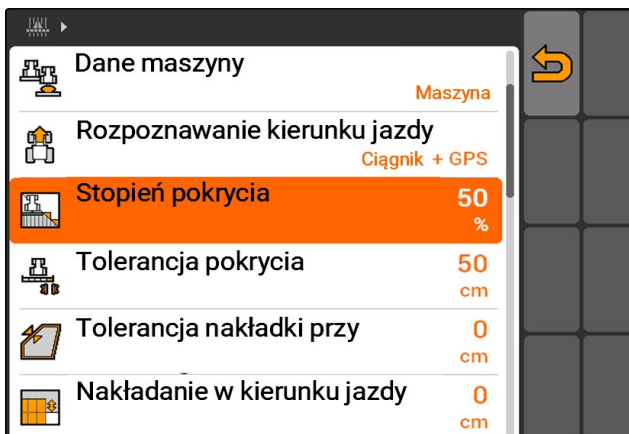 Dane maszyny
Maszyna
Rozpoznawanie kierunku jazdy
Ciągnik + GPS
Stopień pokrycia
50
%
Tolerancja pokrycia
50
cm
Tolerancja nakładki przy
0
cm
Nakładanie w kierunku jazdy
0
cm